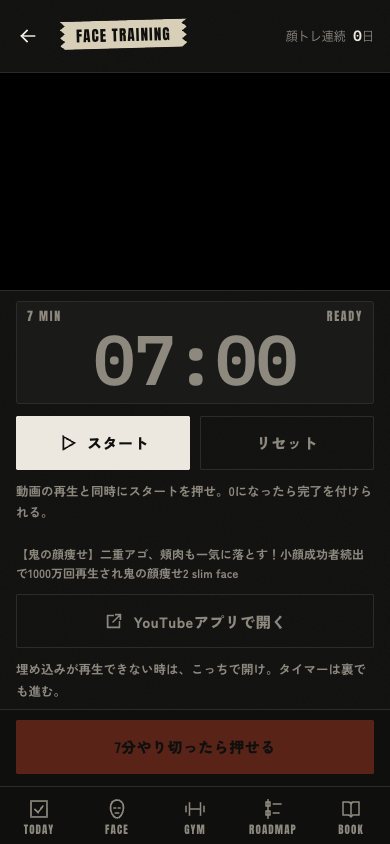 FACE TRAINING
顔トレ連続 0日
7 MIN
READY
07:00
スタート
リセット
動画の再生と同時にスタートを押せ。0になったら完了を付けら
れる。
【鬼の顔痩せ】二重アゴ、頬肉も一気に落とす！小顔成功者続出
で1000万回再生され鬼の顔痩せ2 slim face
YouTubeアプリで開く
埋め込みが再生できない時は、こっちで開け。タイマーは裏で
も進む。
7分やり切ったら押せる
TODAY
FACE
GYM
ROADMAP
BOOK